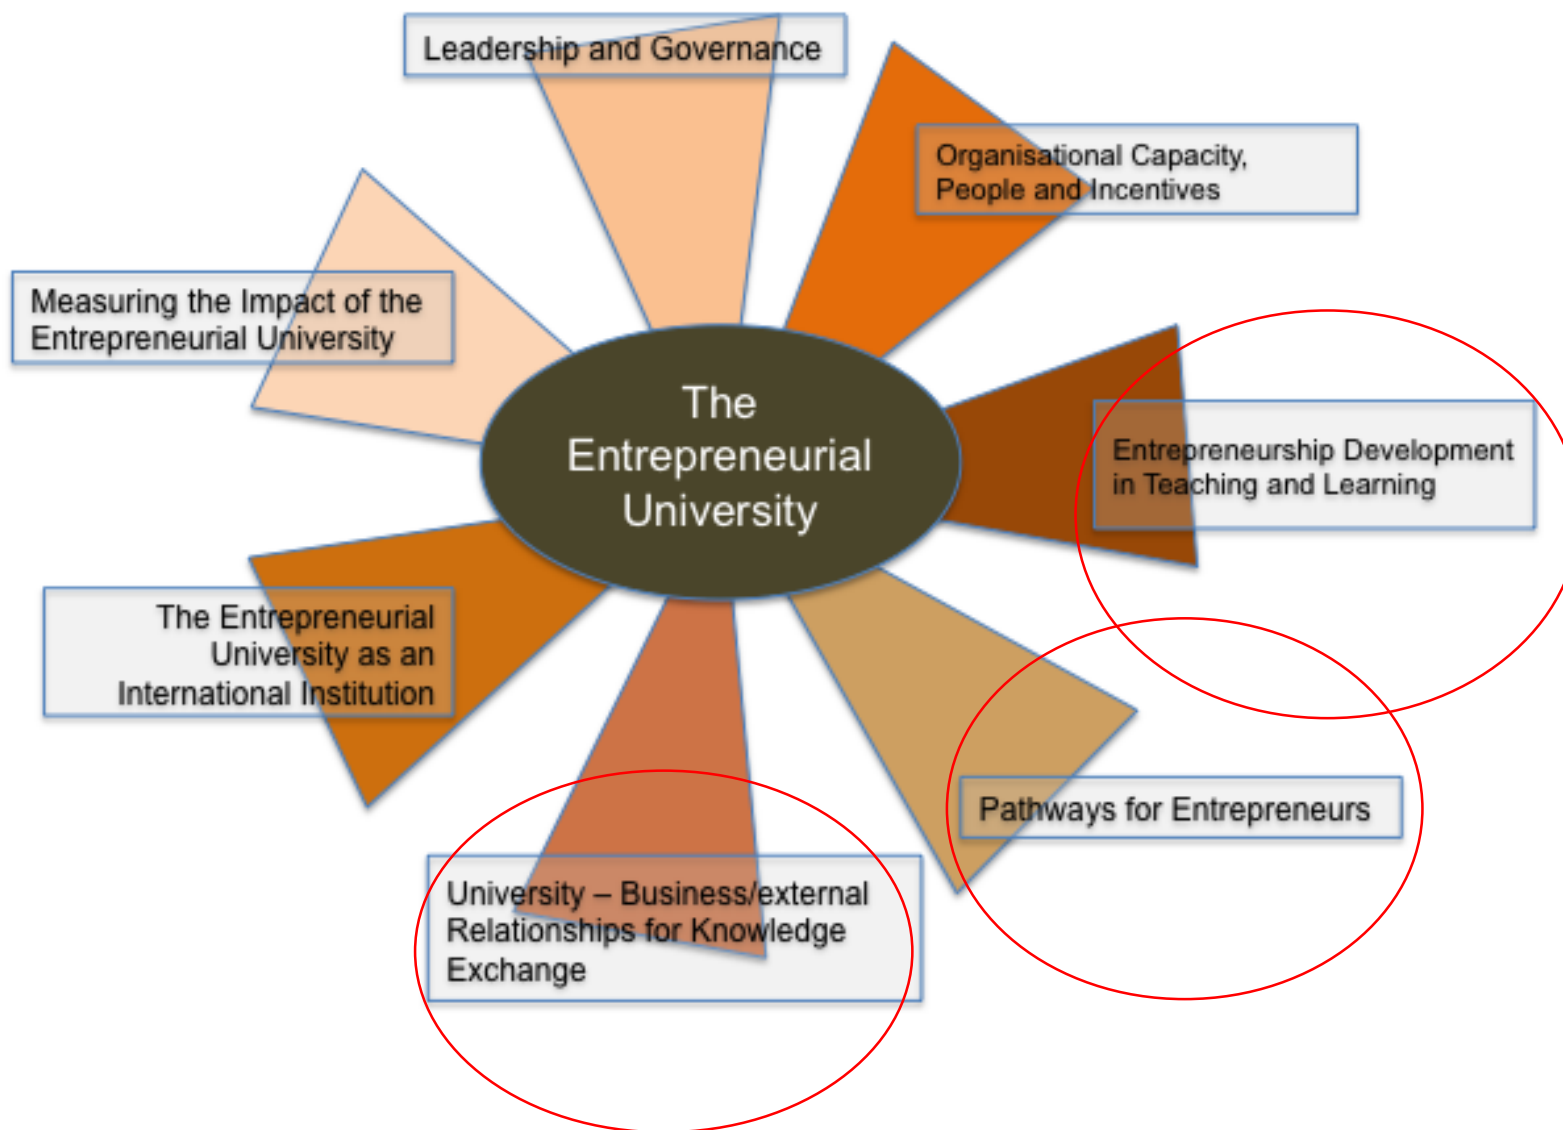 Leadership and Governance
Organisational Capacity,
People and Incentives
Measuring the Impact of the
Entrepreneurial University
The
Entrepreneurial
University
Entrepreneurship Development
in Teaching and Learning
The Entrepreneurial
University as an
International Institution
Pathways for Entrepreneurs
University – Business/external
Relationships for Knowledge
Exchange